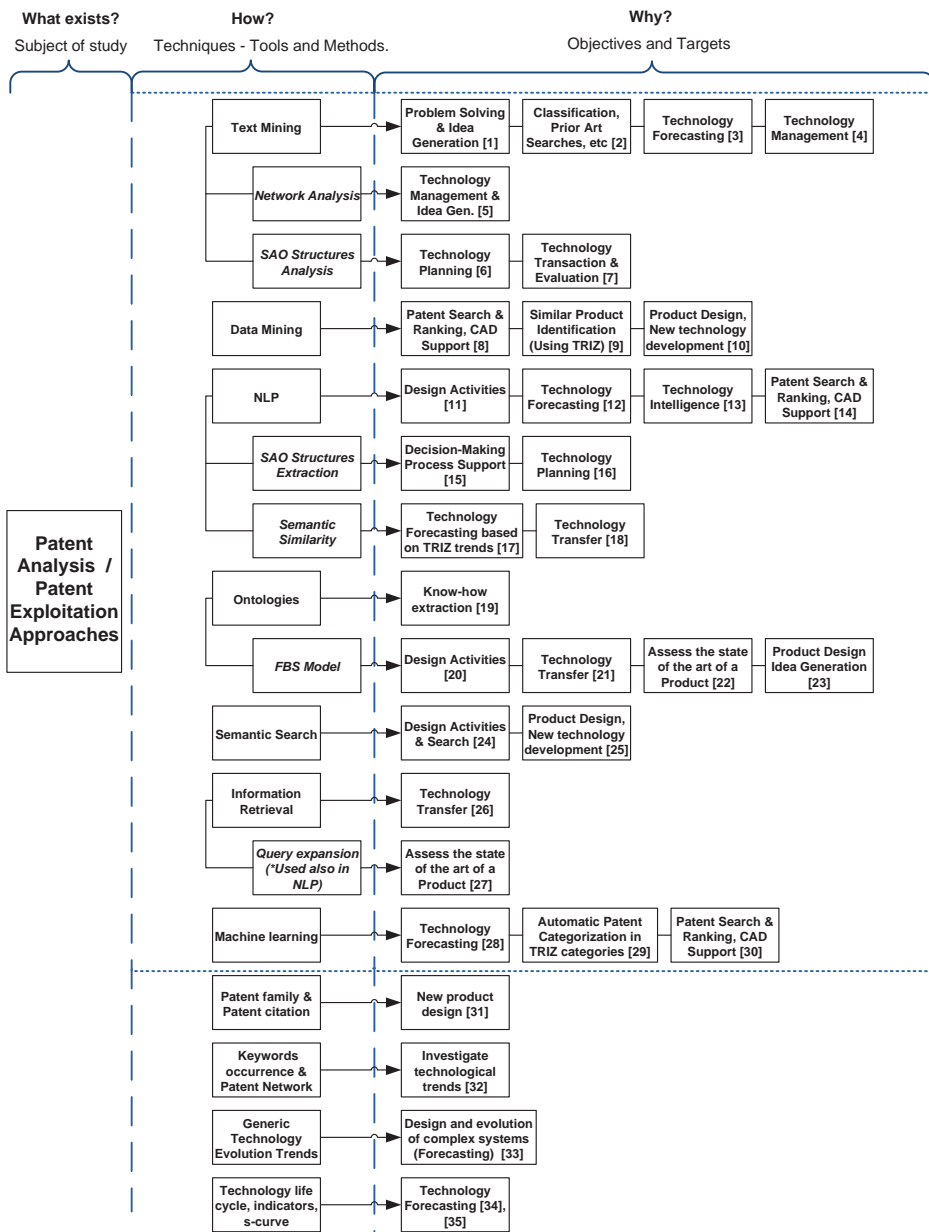 What exists?
Subject of study
How?
Techniques - Tools and Methods.
Why?
Objectives and Targets
Patent
Analysis /
Patent
Exploitation
Approaches
Text Mining
Problem Solving
& Idea
Generation [1]
Classification,
Prior Art
Searches, etc [2]
Technology
Forecasting [3]
Technology
Management [4]
Network Analysis
Technology
Management &
Idea Gen. [5]
SAO Structures
Analysis
Technology
Planning [6]
Technology
Transaction &
Evaluation [7]
Data Mining
Patent Search &
Ranking, CAD
Support [8]
Similar Product
Identification
(Using TRIZ) [9]
Product Design,
New technology
development [10]
NLP
Design Activities
[11]
Technology
Forecasting [12]
Technology
Intelligence [13]
Patent Search &
Ranking, CAD
Support [14]
SAO Structures
Extraction
Decision-Making
Process Support
[15]
Technology
Planning [16]
Semantic
Similarity
Technology
Forecasting based
on TRIZ trends [17]
Technology
Transfer [18]
Ontologies
Know-how
extraction [19]
FBS Model
Design Activities
[20]
Technology
Transfer [21]
Assess the state
of the art of a
Product [22]
Product Design
Idea Generation
[23]
Semantic Search
Design Activities
& Search [24]
Product Design,
New technology
development [25]
Information
Retrieval
Technology
Transfer [26]
Query expansion
(*Used also in
NLP)
Assess the state
of the art of a
Product [27]
Machine learning
Technology
Forecasting [28]
Automatic Patent
Categorization in
TRIZ categories [29]
Patent Search &
Ranking, CAD
Support [30]
Patent family &
Patent citation
New product
design [31]
Keywords
occurrence &
Patent Network
Investigate
technological
trends [32]
Generic
Technology
Evolution Trends
Design and evolution
of complex systems
(Forecasting) [33]
Technology life
cycle, indicators,
s-curve
Technology
Forecasting [34],
[35]